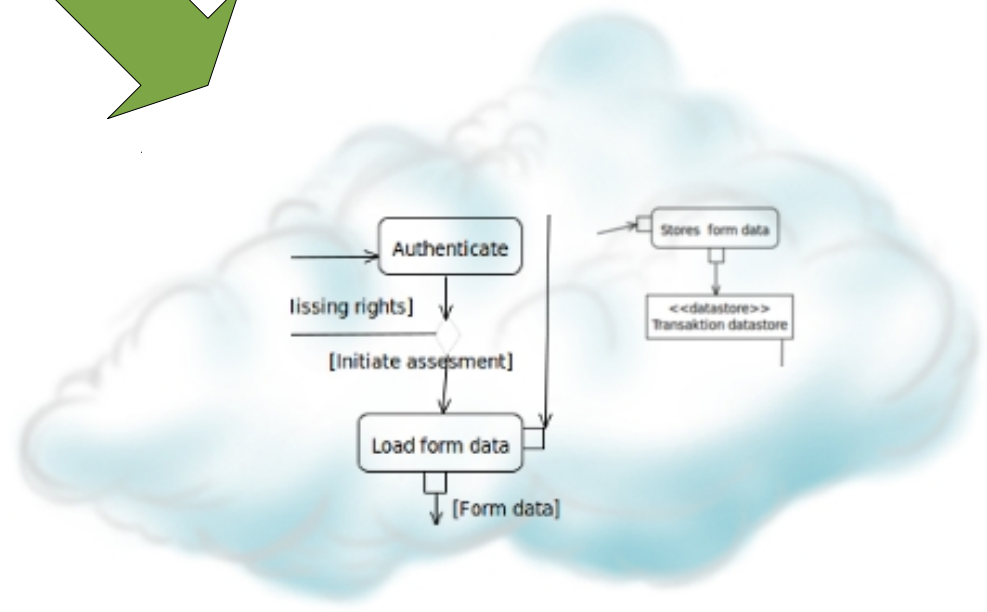 Authenticate
lissing rights]
[Initiate assesment]
Load form data
[Form data]
Stores form data
<<datastore>>
Transaktion datastore